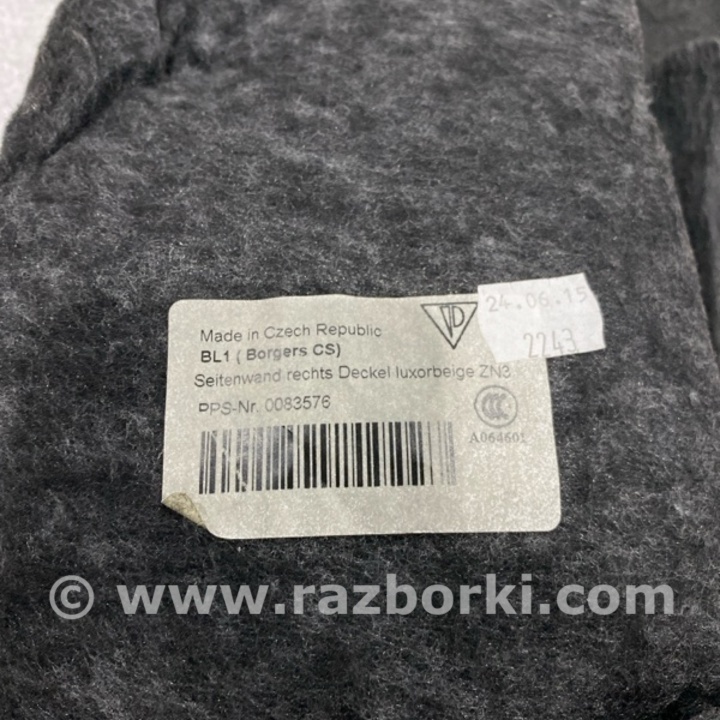 Made in Czech Republic
BL1 ( Borgers CS)
Seitenwand rechts Deckel luxorbeige ZN3
PPS-Nr. 0083576
24.06.15
2243
A064601
© www.razborki.com